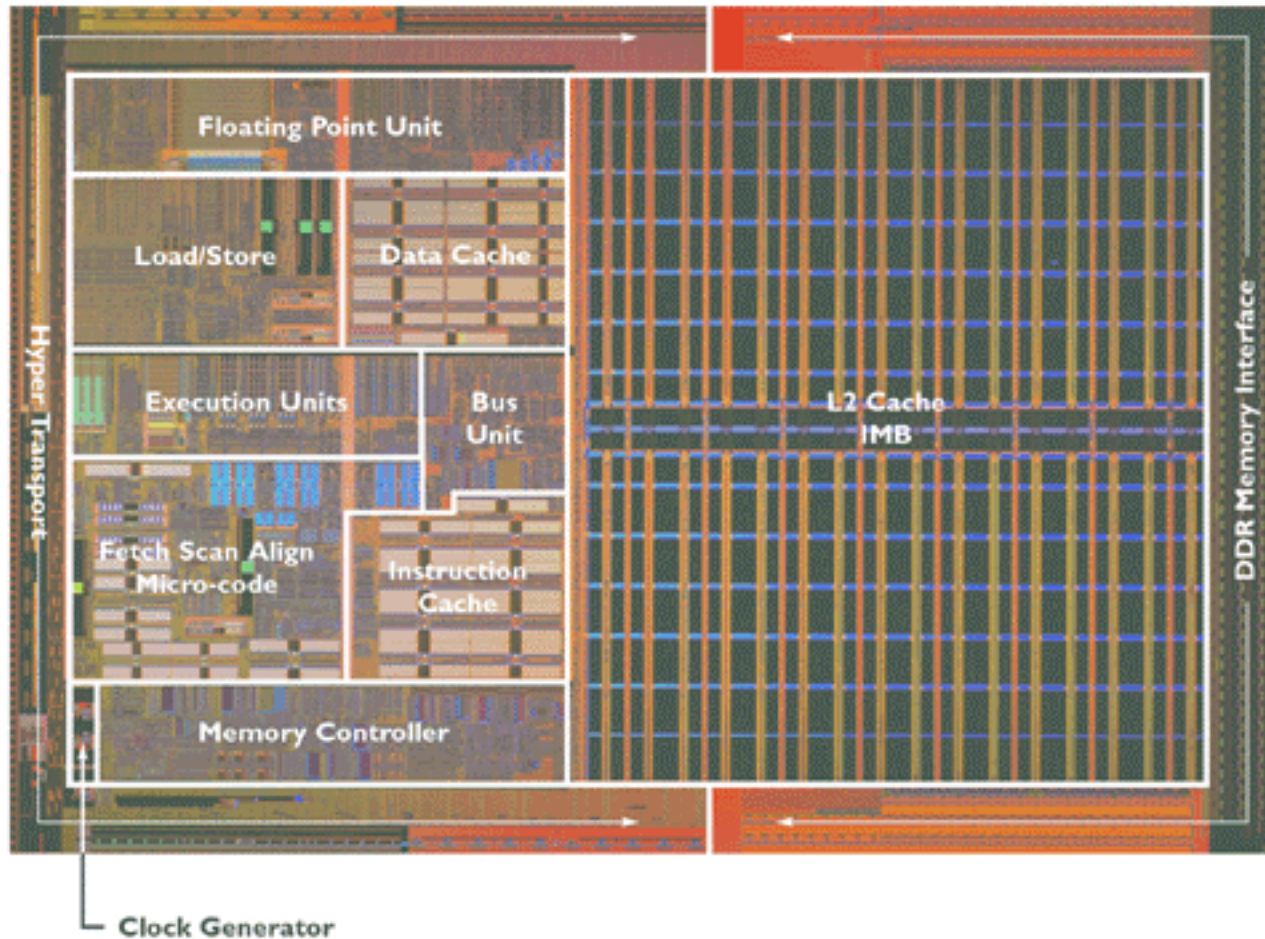 Floating Point Unit
Load/Store
Data Cache
Hyper Transport
Execution Units
Bus
Unit
L2 Cache
IMB
DDR Memory Interface
Fetch Scan Align
Micro-code
Instruction
Cache
Memory Controller
Clock Generator